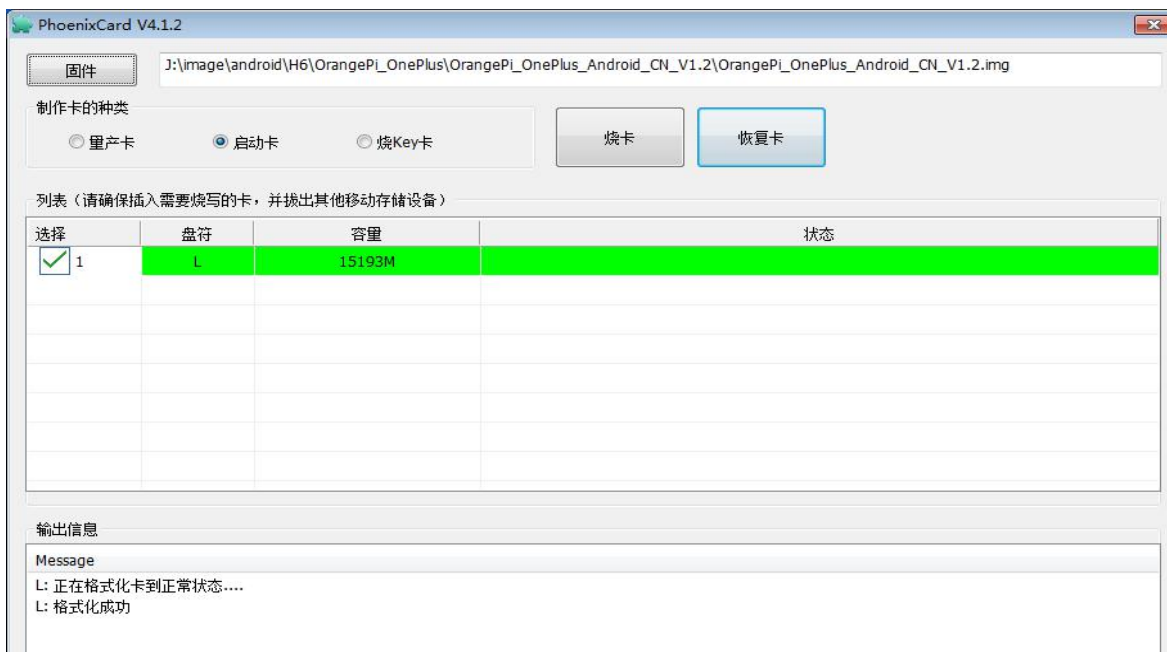 PhoenixCard V4.1.2
固件 J:\image\android\H6\OrangePi_OnePlus\OrangePi_OnePlus_Android_CN_V1.2\OrangePi_OnePlus_Android_CN_V1.2.img
制作卡的种类
量产卡 启动卡 烧Key卡 烧卡 恢复卡
列表（请确保插入需要烧写的卡，并拔出其他移动存储设备）
选择 盘符 容量 状态
1 L 15193M
输出信息
Message
L: 正在格式化卡到正常状态....
L: 格式化成功